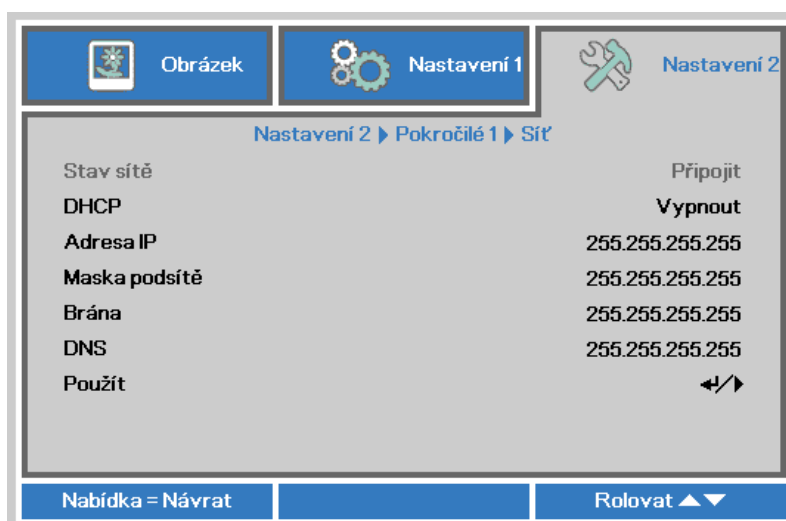 Obrázek
Nastavení 1
Nastavení 2
Nastavení 2 ▶ Pokročilé 1 ▶ Síť
Stav sítě Připojit
DHCP Vypnout
Adresa IP 255.255.255.255
Maska podsítě 255.255.255.255
Brána 255.255.255.255
DNS 255.255.255.255
Použít ↵/▶
Nabídka = Návrat
Rolovat ▲▼